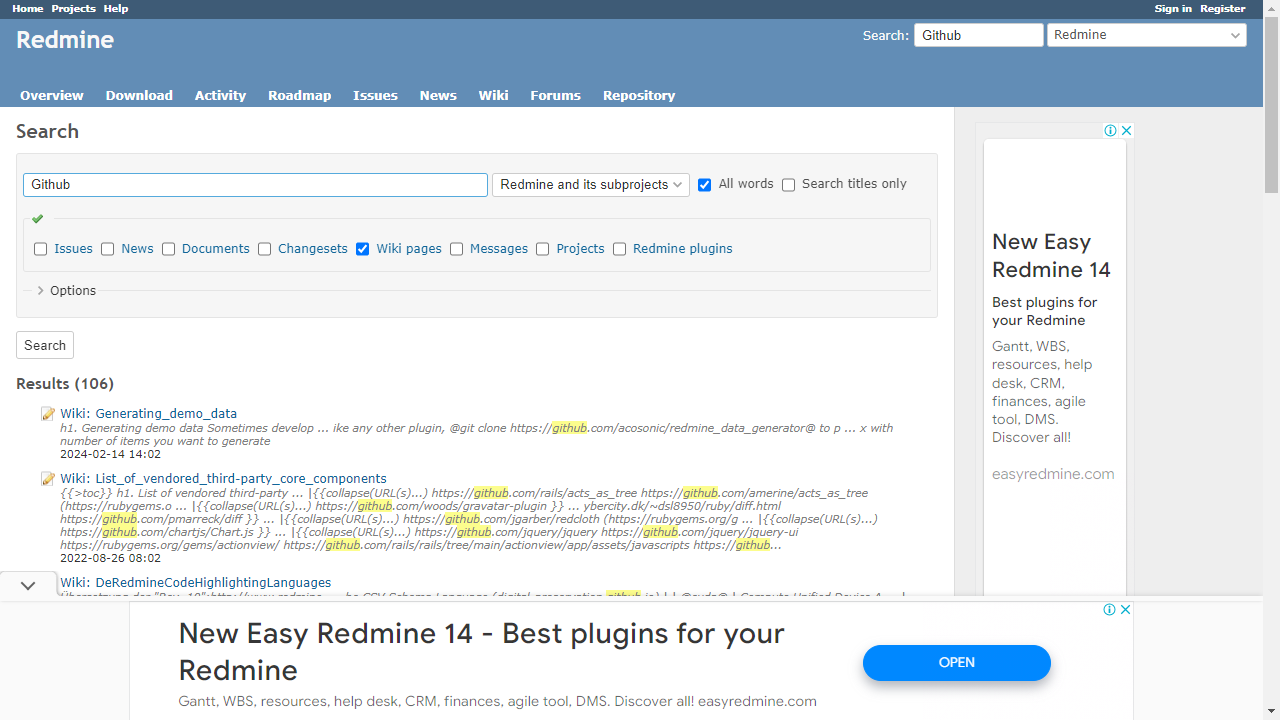 Home Projects Help Sign in Register
Redmine Search: Github Redmine
Overview Download Activity Roadmap Issues News Wiki Forums Repository
Search
Github Redmine and its subprojects All words Search titles only
Issues News Documents Changesets Wiki pages Messages Projects Redmine plugins
Options
Search
Results (106)
Wiki: Generating_demo_data
h1. Generating demo data Sometimes develop ... ike any other plugin, @git clone https://github.com/acosonic/redmine_data_generator@ to p ... x with
number of items you want to generate
2024-02-14 14:02
Wiki: List_of_vendored_third-party_core_components
{{>toc}} h1. List of vendored third-party ... |{{collapse(URL(s)...) https://github.com/rails/acts_as_tree https://github.com/amerine/acts_as_tree
(https://rubygems.o ... |{{collapse(URL(s)...) https://github.com/woods/gravatar-plugin }} ... ybercity.dk/~dsl8950/ruby/diff.html
https://github.com/pmarreck/diff }} ... |{{collapse(URL(s)...) https://github.com/jgarber/redcloth (https://rubygems.org/g ... |{{collapse(URL(s)...)
https://github.com/chartjs/Chart.js }} ... |{{collapse(URL(s)...) https://github.com/jquery/jquery https://github.com/jquery/jquery-ui
https://rubygems.org/gems/actionview/ https://github.com/rails/rails/tree/main/actionview/app/assets/javascripts https://github...
2022-08-26 08:02
Wiki: DeRedmineCodeHighlightingLanguages
New Easy
Redmine 14
Best plugins for
your Redmine
Gantt, WBS,
resources, help
desk, CRM,
finances, agile
tool, DMS.
Discover all!
easyredmine.com
New Easy Redmine 14 - Best plugins for your
Redmine
Gantt, WBS, resources, help desk, CRM, finances, agile tool, DMS. Discover all! easyredmine.com
OPEN